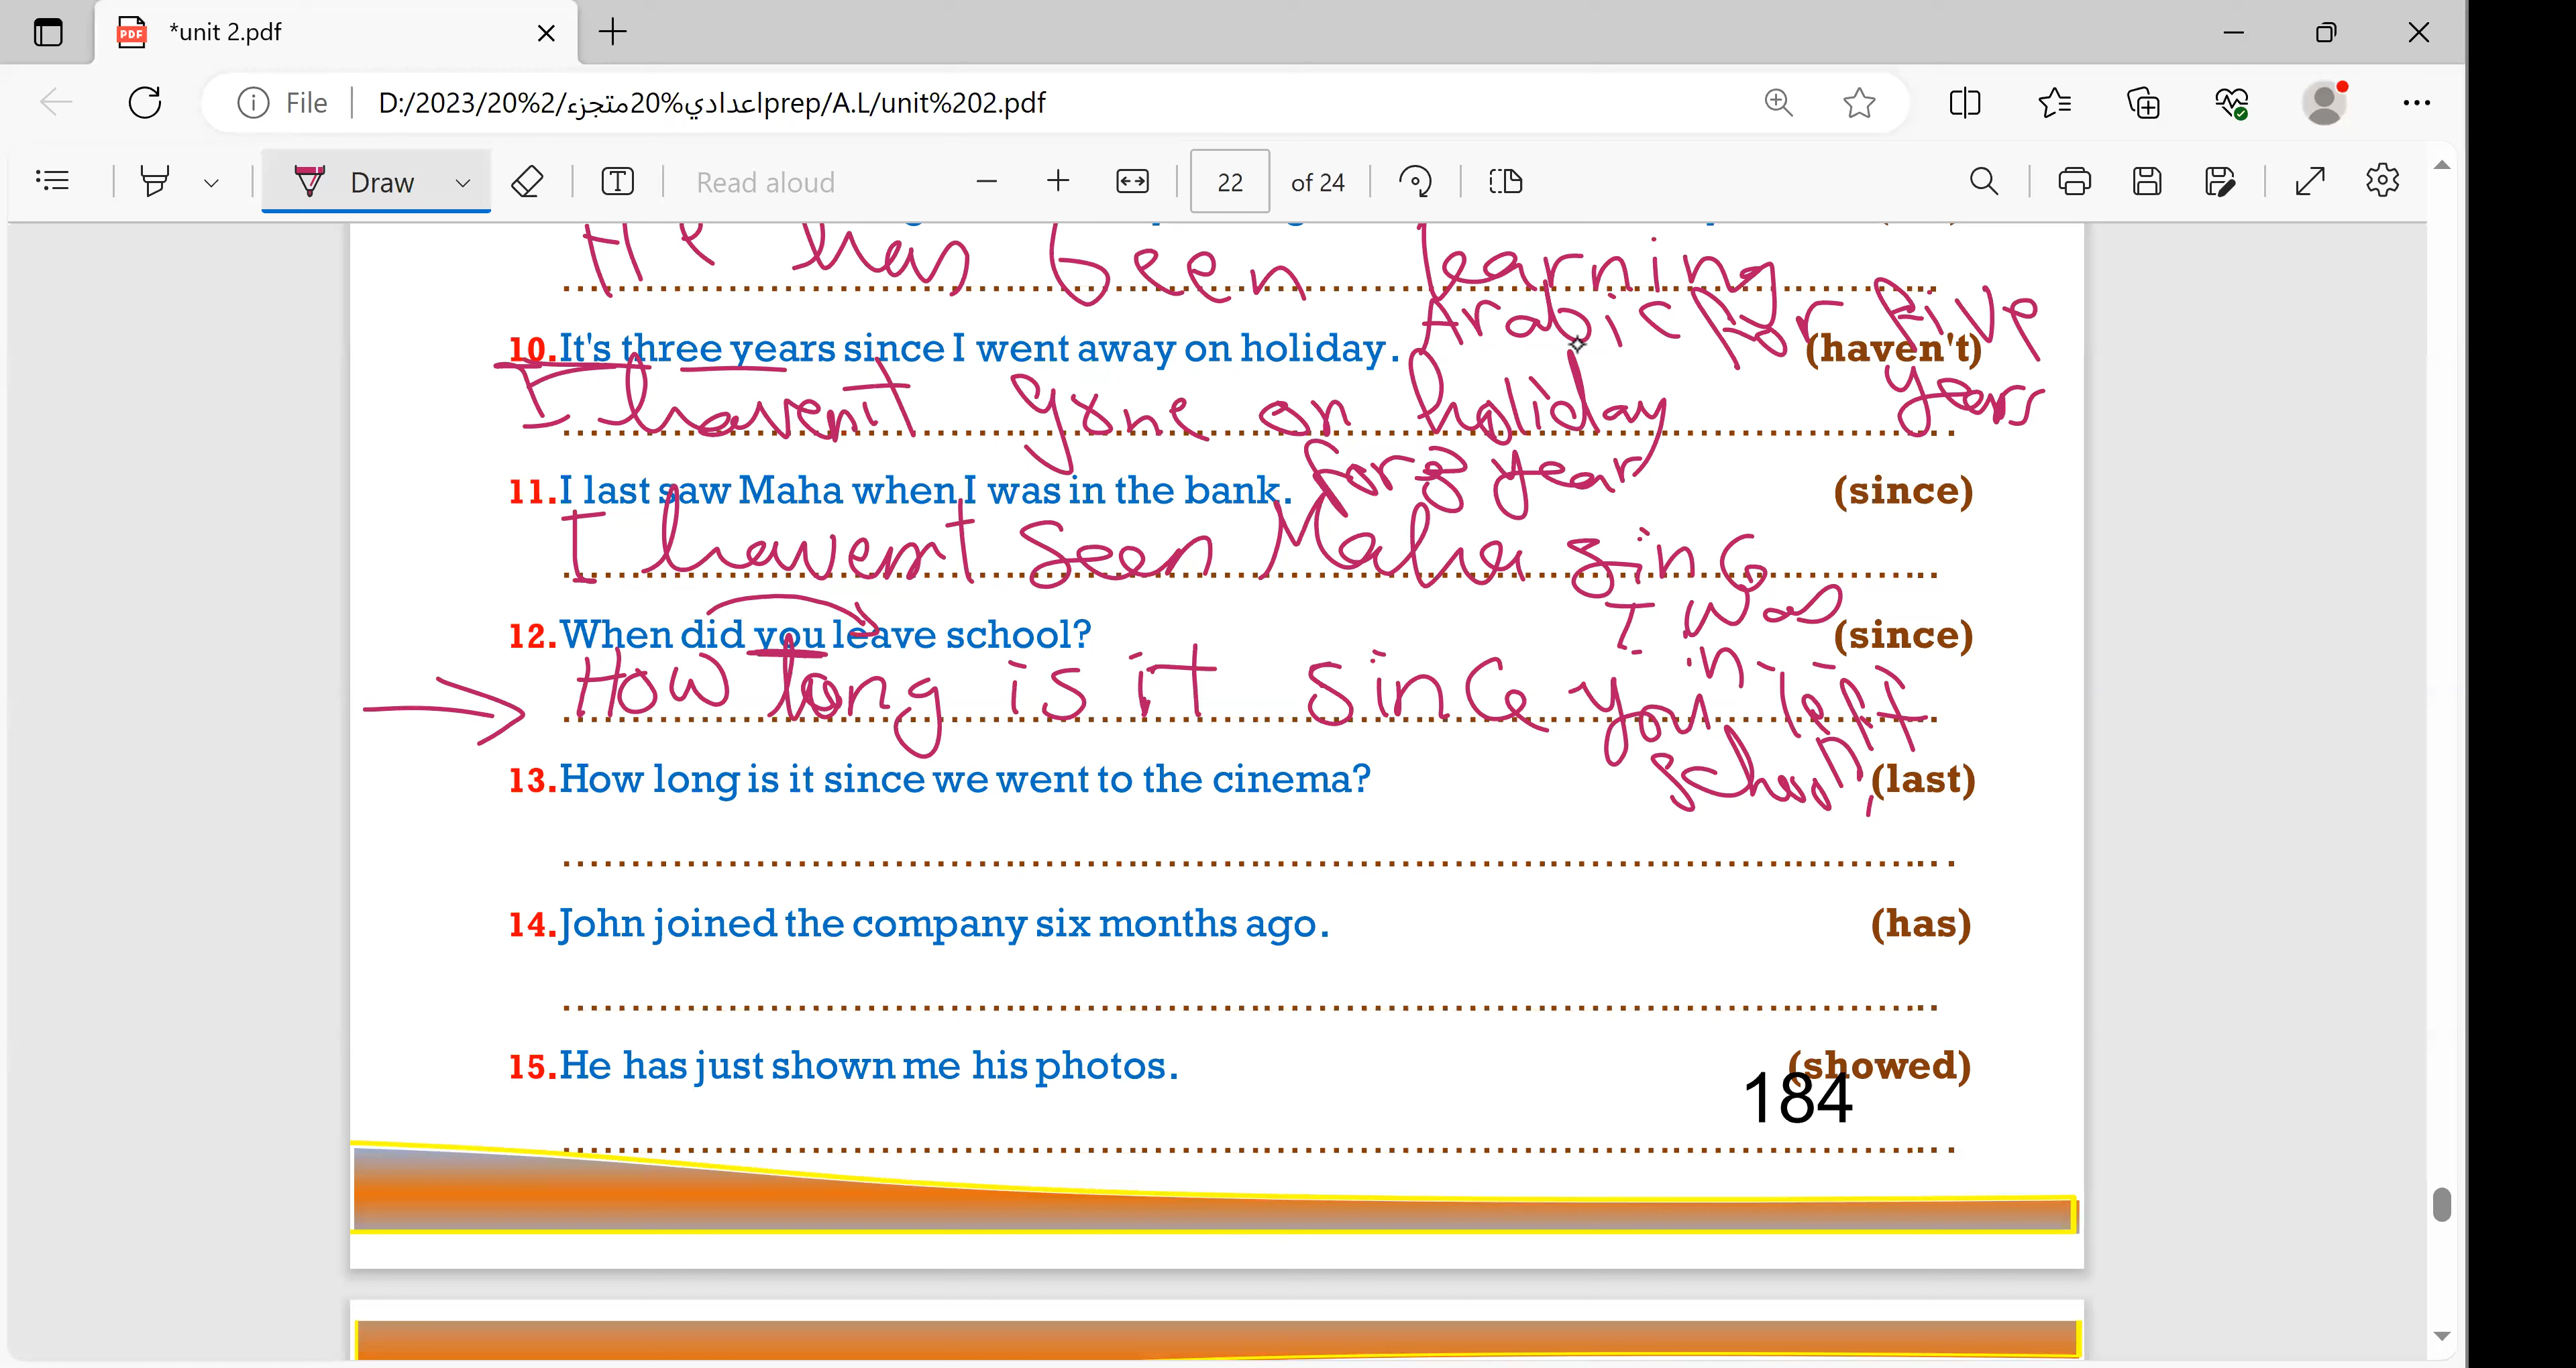 *unit 2.pdf
File
D:/2023/20%2/متجزء20%اعدادي/prep/A.L/unit%202.pdf
Draw
Read aloud
22
of 24
He has been learning
Arabic for five
years
10. It's three years since I went away on holiday. (haven't)
I haven't gone on holiday
for 3 year
11. I last saw Maha when I was in the bank. (since)
I haven't seen Maha since
I was
in
12. When did you leave school? (since)
How long is it since you left
school
13. How long is it since we went to the cinema? (last)
14. John joined the company six months ago. (has)
15. He has just shown me his photos. (showed)
184